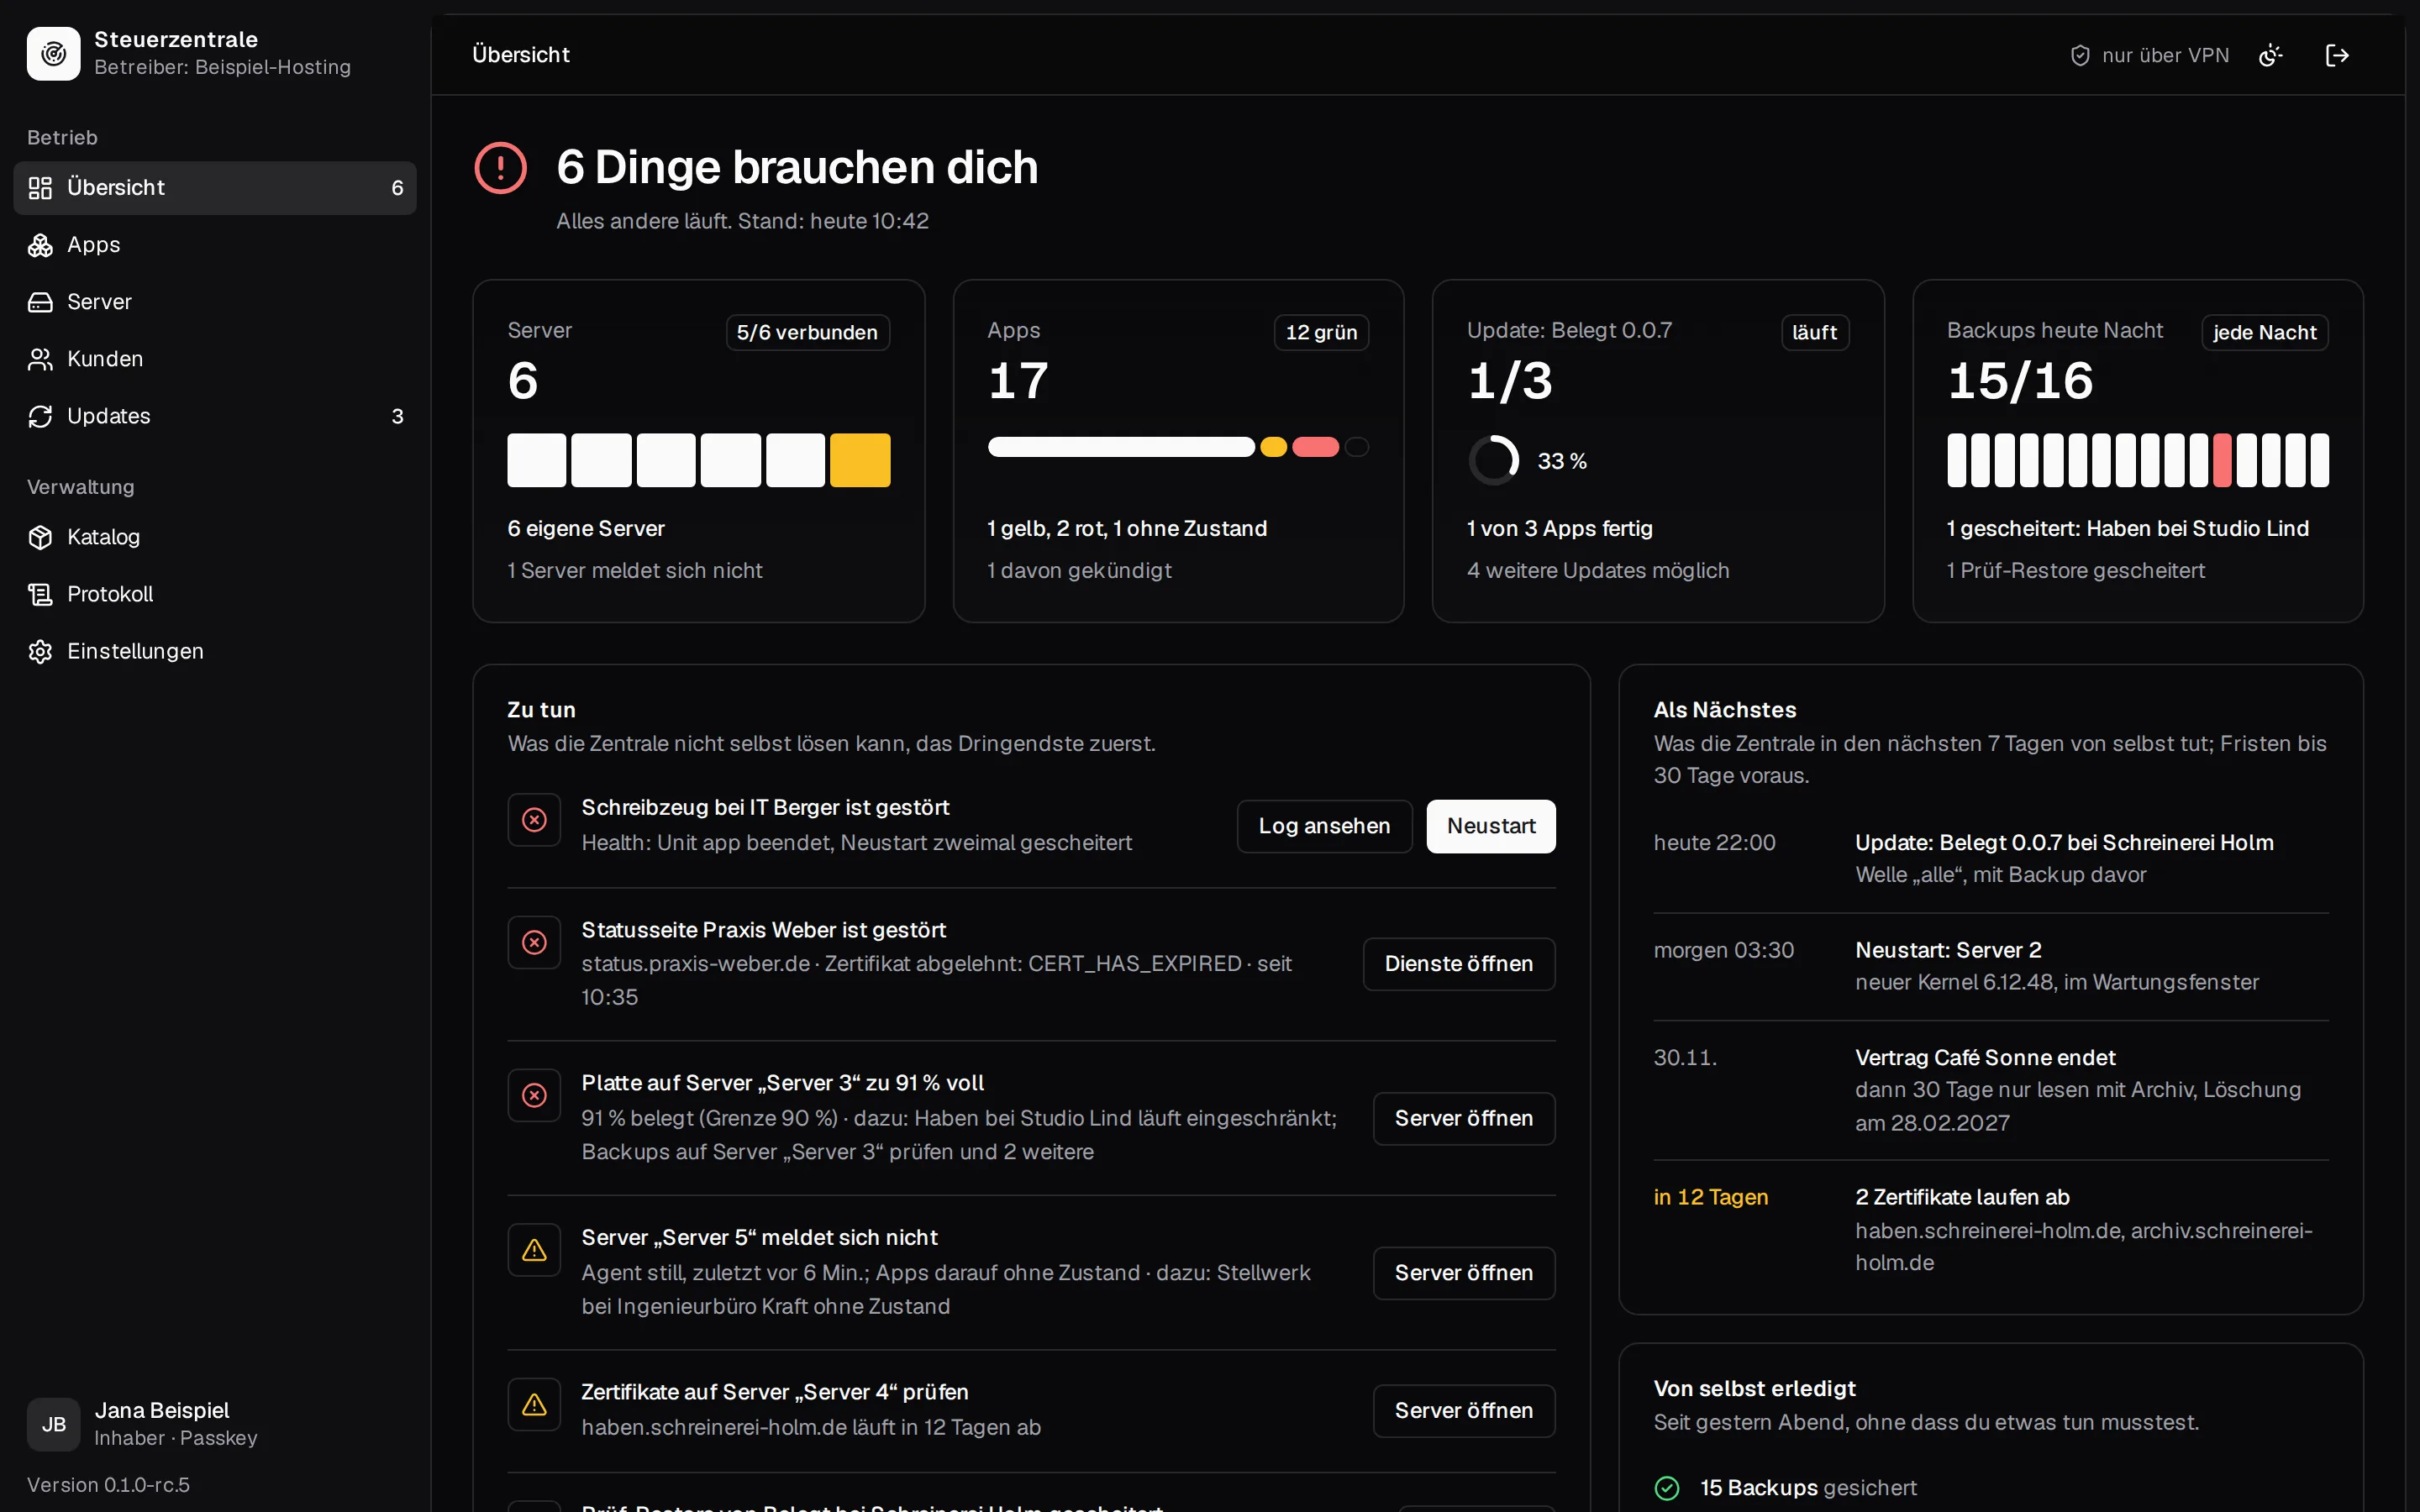 Steuerzentrale
Betreiber: Beispiel-Hosting
Betrieb
Übersicht 6
Apps
Server
Kunden
Updates 3
Verwaltung
Katalog
Protokoll
Einstellungen
JB
Jana Beispiel
Inhaber · Passkey
Version 0.1.0-rc.5
Übersicht
nur über VPN
6 Dinge brauchen dich
Alles andere läuft. Stand: heute 10:42
Server
5/6 verbunden
6
6 eigene Server
1 Server meldet sich nicht
Apps
12 grün
17
1 gelb, 2 rot, 1 ohne Zustand
1 davon gekündigt
Update: Belegt 0.0.7
läuft
1/3
33 %
1 von 3 Apps fertig
4 weitere Updates möglich
Backups heute Nacht
jede Nacht
15/16
1 gescheitert: Haben bei Studio Lind
1 Prüf-Restore gescheitert
Zu tun
Was die Zentrale nicht selbst lösen kann, das Dringendste zuerst.
Schreibzeug bei IT Berger ist gestört
Health: Unit app beendet, Neustart zweimal gescheitert
Log ansehen
Neustart
Statusseite Praxis Weber ist gestört
status.praxis-weber.de · Zertifikat abgelehnt: CERT_HAS_EXPIRED · seit
10:35
Dienste öffnen
Platte auf Server „Server 3“ zu 91 % voll
91 % belegt (Grenze 90 %) · dazu: Haben bei Studio Lind läuft eingeschränkt;
Backups auf Server „Server 3“ prüfen und 2 weitere
Server öffnen
Server „Server 5“ meldet sich nicht
Agent still, zuletzt vor 6 Min.; Apps darauf ohne Zustand · dazu: Stellwerk
bei Ingenieurbüro Kraft ohne Zustand
Server öffnen
Zertifikate auf Server „Server 4“ prüfen
haben.schreinerei-holm.de läuft in 12 Tagen ab
Server öffnen
Prüf-Restore von Belegt bei Schreinerei Holm gescheitert
Als Nächstes
Was die Zentrale in den nächsten 7 Tagen von selbst tut; Fristen bis
30 Tage voraus.
heute 22:00
Update: Belegt 0.0.7 bei Schreinerei Holm
Welle „alle“, mit Backup davor
morgen 03:30
Neustart: Server 2
neuer Kernel 6.12.48, im Wartungsfenster
30.11.
Vertrag Café Sonne endet
dann 30 Tage nur lesen mit Archiv, Löschung
am 28.02.2027
in 12 Tagen
2 Zertifikate laufen ab
haben.schreinerei-holm.de, archiv.schreinerei-
holm.de
Von selbst erledigt
Seit gestern Abend, ohne dass du etwas tun musstest.
15 Backups gesichert